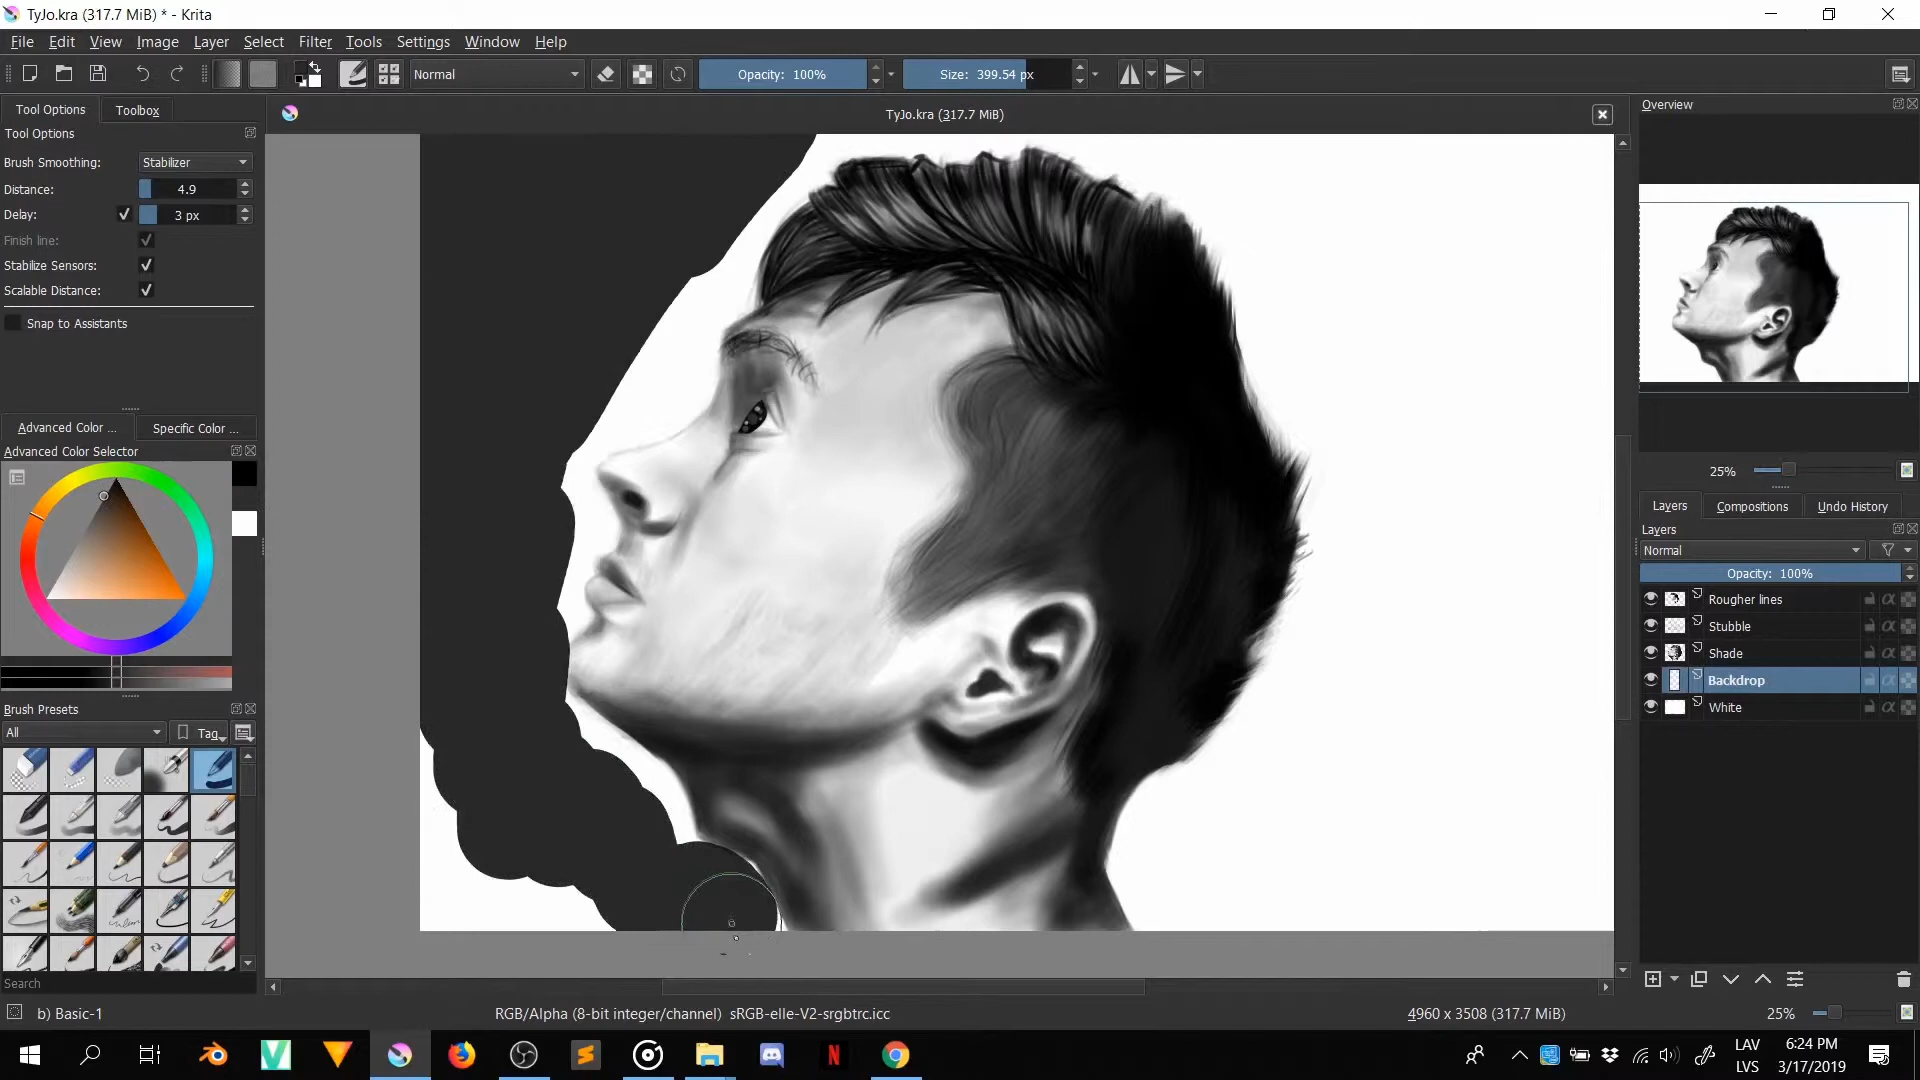 TyJo.kra (317.7 MiB) * - Krita
File Edit View Image Layer Select Filter Tools Settings Window Help
Normal
Opacity: 100%
Size: 399.54 px
Tool Options
Toolbox
TyJo.kra (317.7 MiB)
Overview
Tool Options
Brush Smoothing:
Stabilizer
Distance:
4.9
Delay:
3 px
Finish line:
Stabilize Sensors:
Scalable Distance:
Snap to Assistants
Advanced Color ...
Specific Color ...
Advanced Color Selector
25%
Layers
Compositions
Undo History
Layers
Normal
Opacity: 100%
Rougher lines
Stubble
Shade
Backdrop
White
Brush Presets
All
Tag
Search
b) Basic-1
RGB/Alpha (8-bit integer/channel) sRGB-elle-V2-srgbtrc.icc
4960 x 3508 (317.7 MiB)
25%
LAV
LVS
6:24 PM
3/17/2019